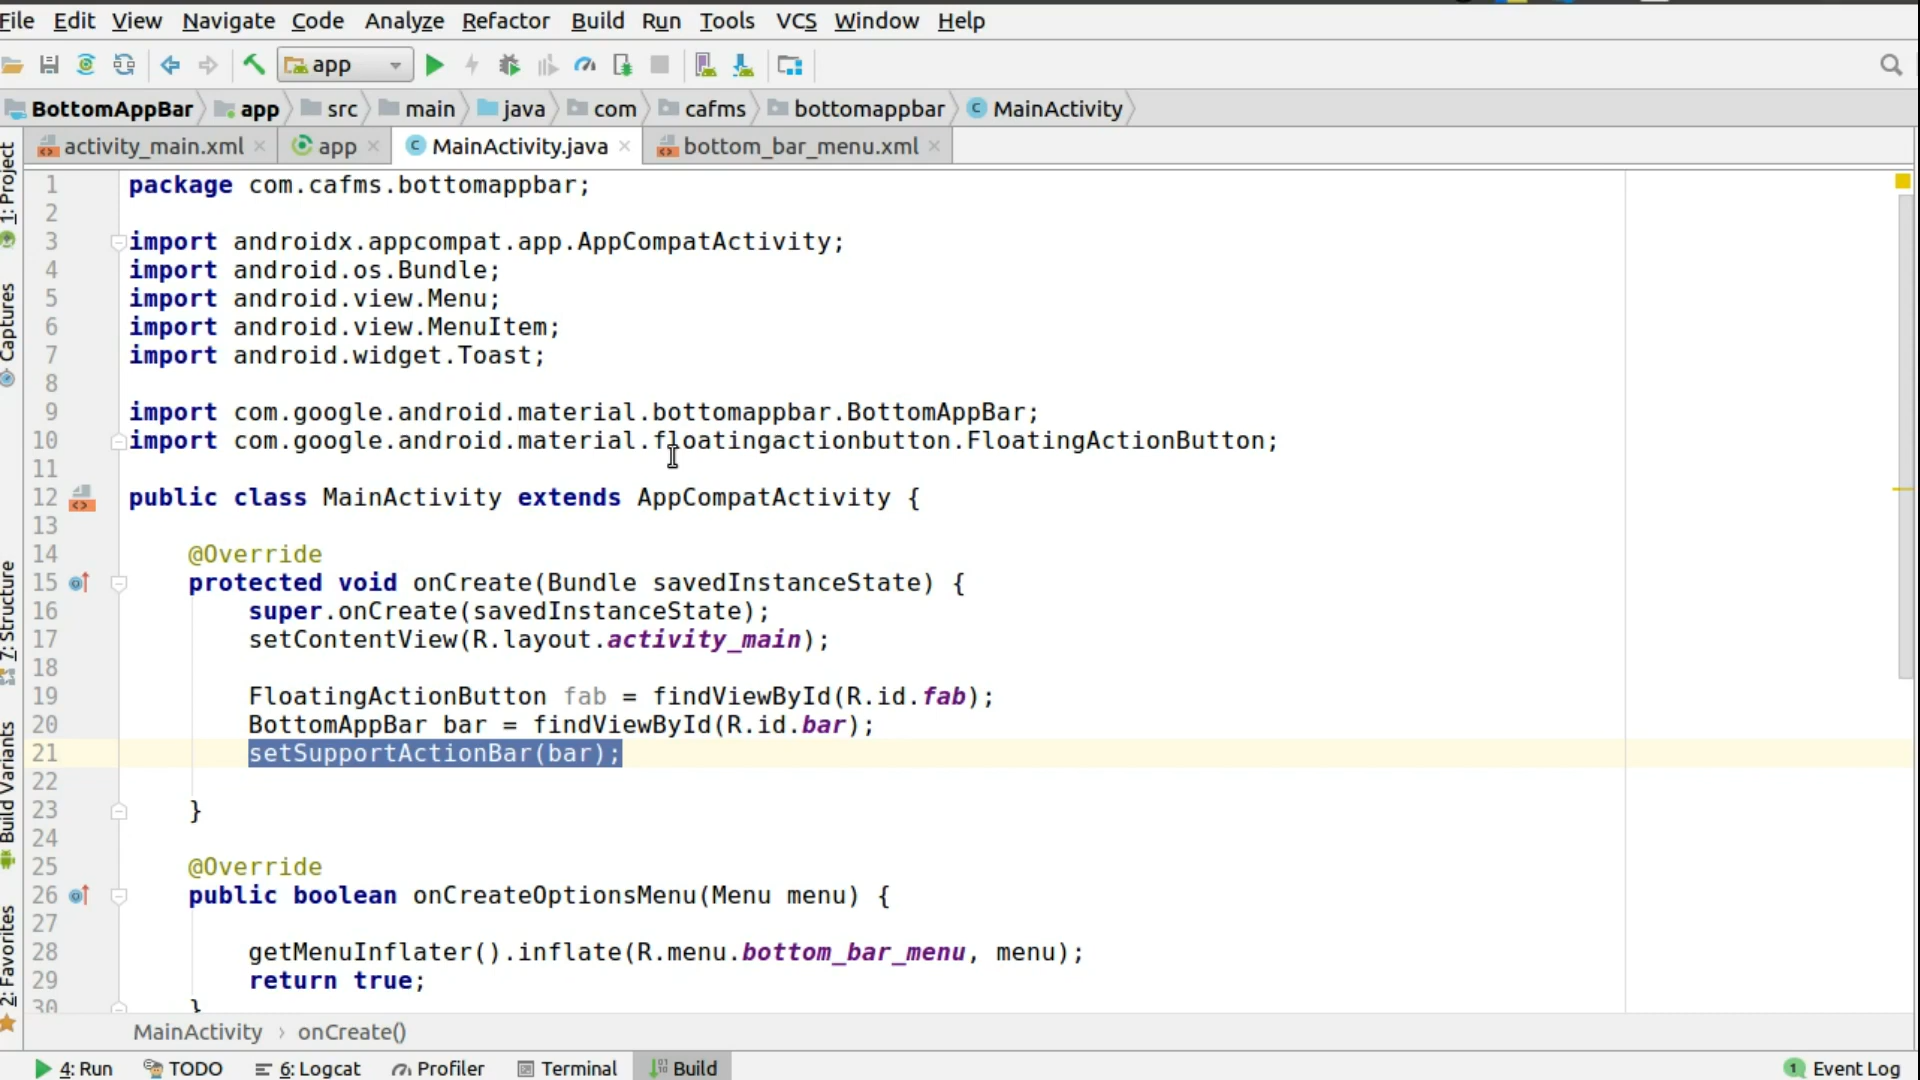 File Edit View Navigate Code Analyze Refactor Build Run Tools VCS Window Help
app
BottomAppBar app src main java com cafms bottomappbar MainActivity
activity_main.xml app MainActivity.java bottom_bar_menu.xml
1 package com.cafms.bottomappbar;
2
3 import androidx.appcompat.app.AppCompatActivity;
4 import android.os.Bundle;
5 import android.view.Menu;
6 import android.view.MenuItem;
7 import android.widget.Toast;
8
9 import com.google.android.material.bottomappbar.BottomAppBar;
10 import com.google.android.material.floatingactionbutton.FloatingActionButton;
11
12 public class MainActivity extends AppCompatActivity {
13
14 @Override
15 protected void onCreate(Bundle savedInstanceState) {
16 super.onCreate(savedInstanceState);
17 setContentView(R.layout.activity_main);
18
19 FloatingActionButton fab = findViewById(R.id.fab);
20 BottomAppBar bar = findViewById(R.id.bar);
21 setSupportActionBar(bar);
22
23 }
24
25 @Override
26 public boolean onCreateOptionsMenu(Menu menu) {
27
28 getMenuInflater().inflate(R.menu.bottom_bar_menu, menu);
29 return true;
30 }
1: Project
Captures
7: Structure
Build Variants
2: Favorites
MainActivity › onCreate()
4: Run TODO 6: Logcat Profiler Terminal Build 1 Event Log